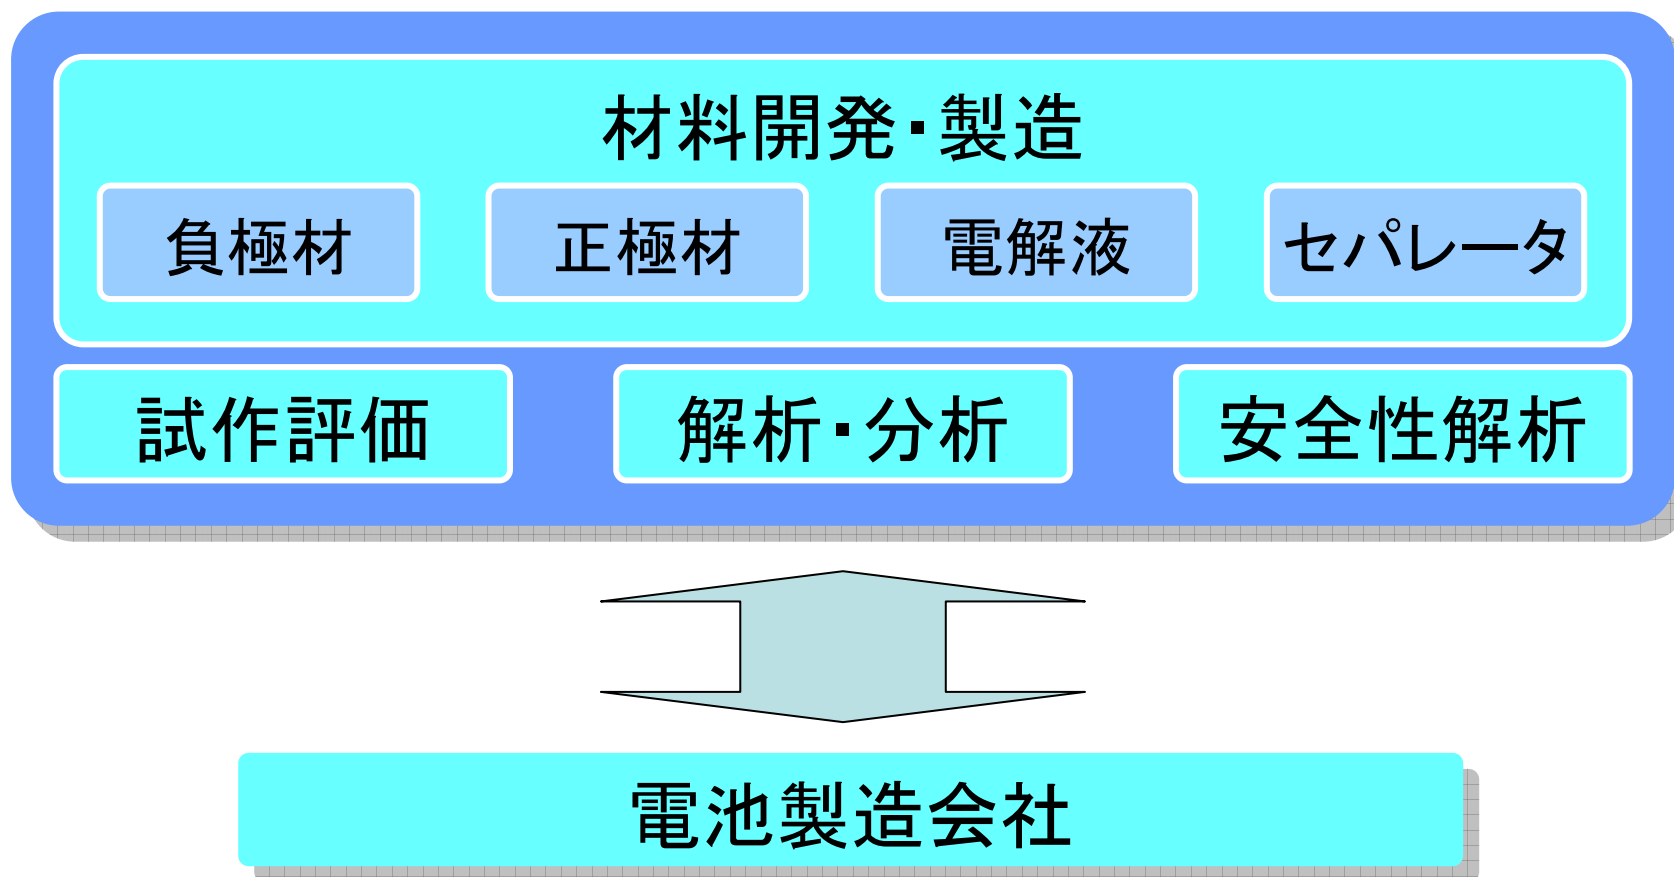 材料開発・製造
負極材 正極材 電解液 セパレータ
試作評価 解析・分析 安全性解析
電池製造会社